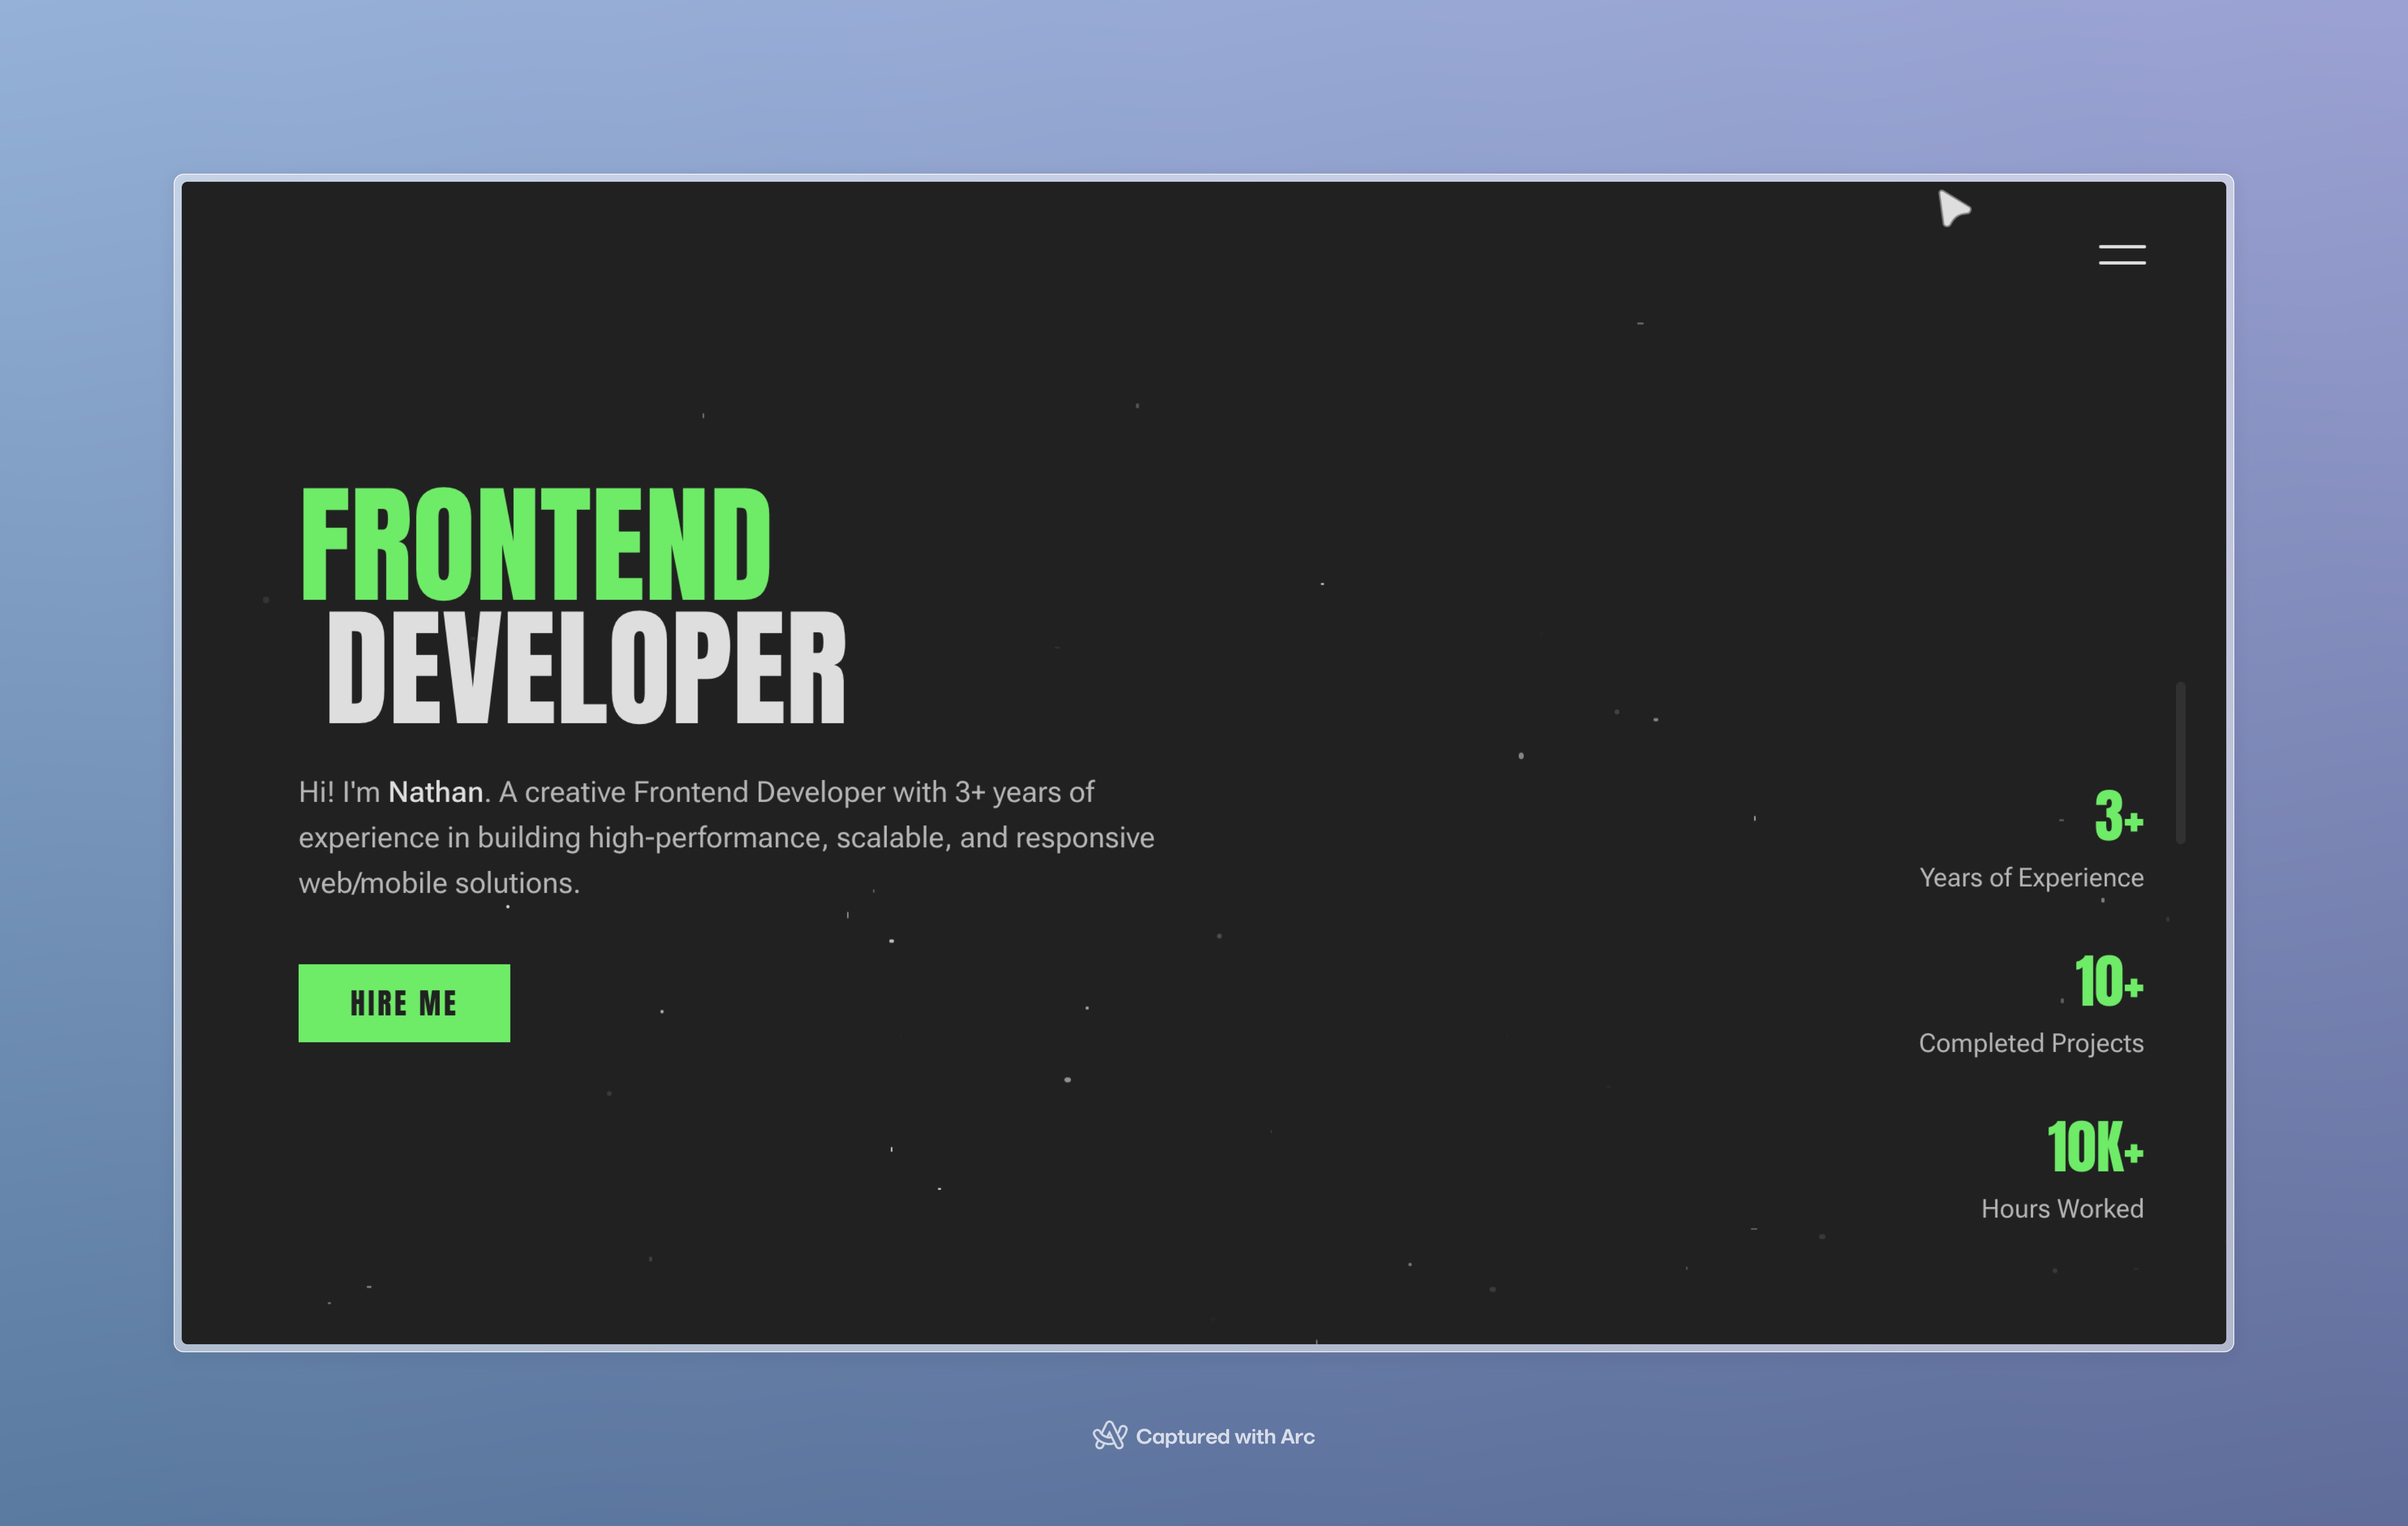 FRONTEND
DEVELOPER
Hi! I'm Nathan. A creative Frontend Developer with 3+ years of
experience in building high-performance, scalable, and responsive
web/mobile solutions.
HIRE ME
3+
Years of Experience
10+
Completed Projects
10K+
Hours Worked
Captured with Arc